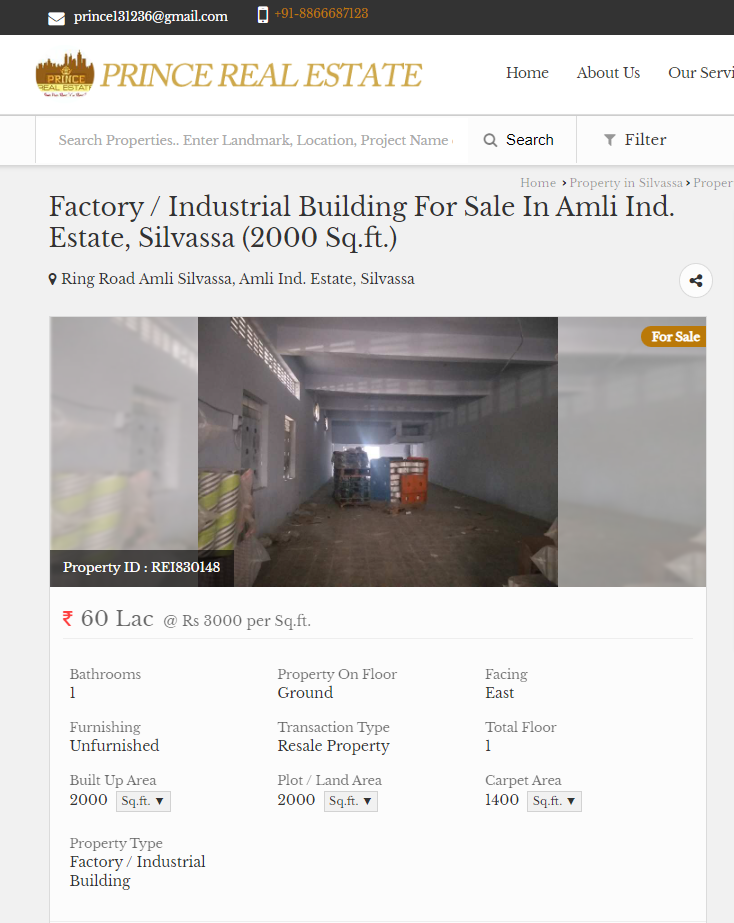 prince131236@gmail.com
+91-8866687123
PRINCE
REAL ESTATE
PRINCE REAL ESTATE
Home
About Us
Our Servi
Search Properties.. Enter Landmark, Location, Project Name
Search
Filter
Home > Property in Silvassa > Proper
Factory / Industrial Building For Sale In Amli Ind.
Estate, Silvassa (2000 Sq.ft.)
Ring Road Amli Silvassa, Amli Ind. Estate, Silvassa
For Sale
Property ID : REI830148
₹ 60 Lac @ Rs 3000 per Sq.ft.
Bathrooms
1
Property On Floor
Ground
Facing
East
Furnishing
Unfurnished
Transaction Type
Resale Property
Total Floor
1
Built Up Area
2000 Sq.ft. ▼
Plot / Land Area
2000 Sq.ft. ▼
Carpet Area
1400 Sq.ft. ▼
Property Type
Factory / Industrial
Building